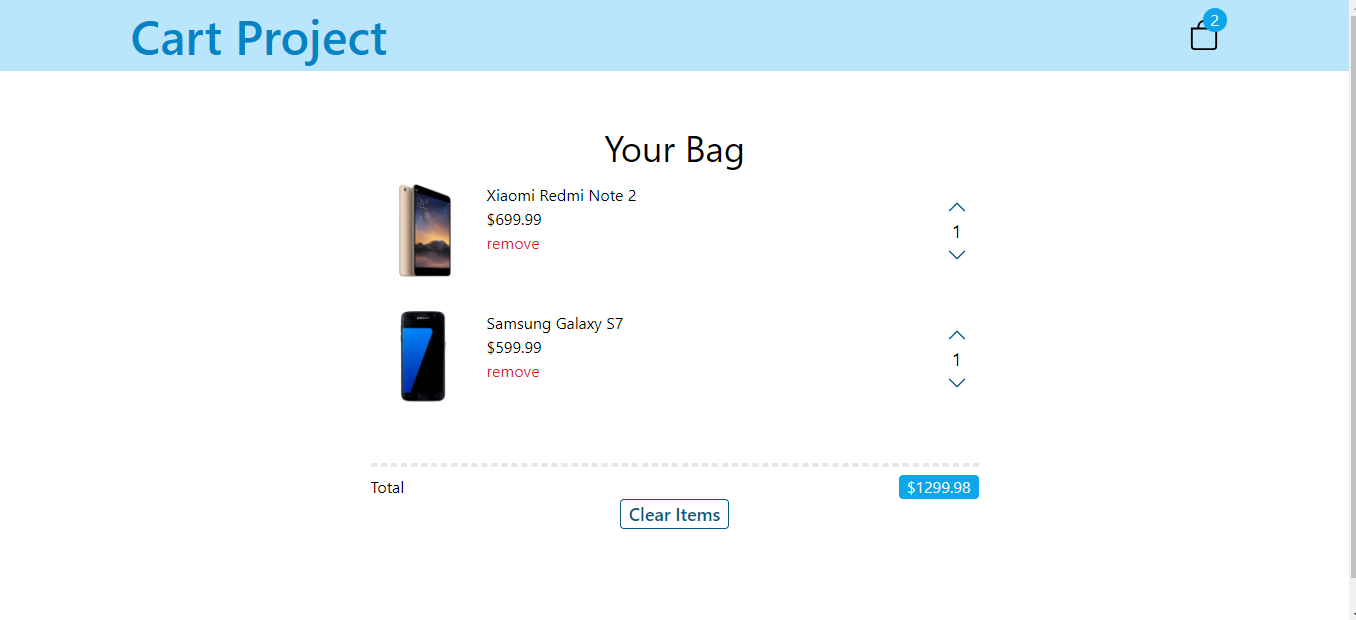 Cart Project
2
Your Bag
Xiaomi Redmi Note 2
$699.99
remove
1
Samsung Galaxy S7
$599.99
remove
1
Total
$1299.98
Clear Items